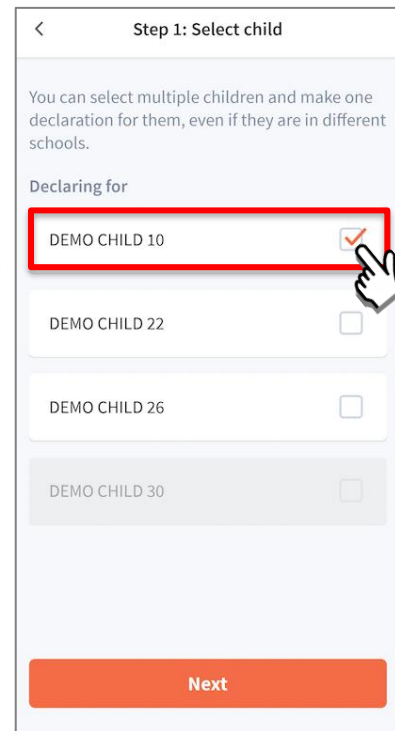 Step 1: Select child
You can select multiple children and make one
declaration for them, even if they are in different
schools.
Declaring for
DEMO CHILD 10
DEMO CHILD 22
DEMO CHILD 26
DEMO CHILD 30
Next